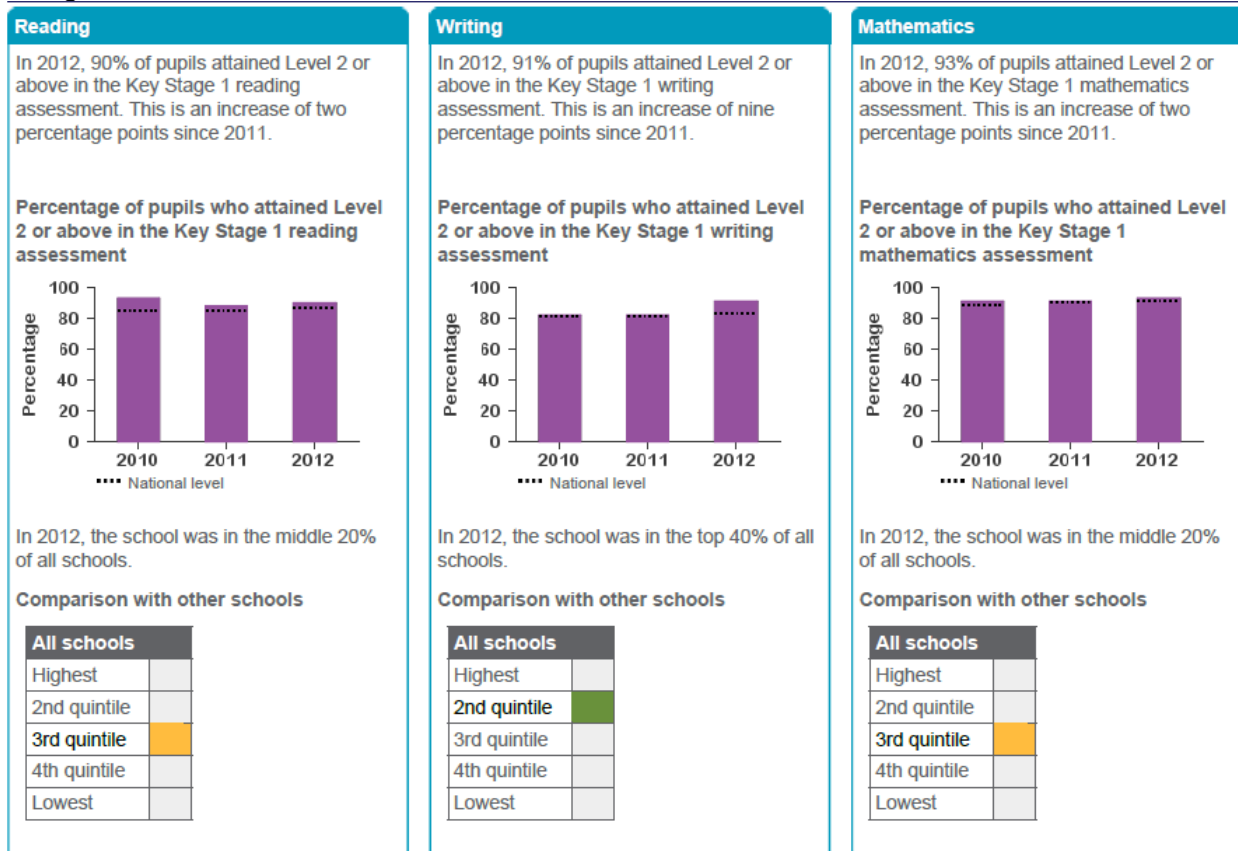 Reading
In 2012, 90% of pupils attained Level 2 or
above in the Key Stage 1 reading
assessment. This is an increase of two
percentage points since 2011.
Percentage of pupils who attained Level
2 or above in the Key Stage 1 reading
assessment
100
80
60
40
20
0
Percentage
2010 2011 2012
National level
In 2012, the school was in the middle 20%
of all schools.
Comparison with other schools
All schools
Highest
2nd quintile
3rd quintile
4th quintile
Lowest
Writing
In 2012, 91% of pupils attained Level 2 or
above in the Key Stage 1 writing
assessment. This is an increase of nine
percentage points since 2011.
Percentage of pupils who attained Level
2 or above in the Key Stage 1 writing
assessment
100
80
60
40
20
0
Percentage
2010 2011 2012
National level
In 2012, the school was in the top 40% of all
schools.
Comparison with other schools
All schools
Highest
2nd quintile
3rd quintile
4th quintile
Lowest
Mathematics
In 2012, 93% of pupils attained Level 2 or
above in the Key Stage 1 mathematics
assessment. This is an increase of two
percentage points since 2011.
Percentage of pupils who attained Level
2 or above in the Key Stage 1
mathematics assessment
100
80
60
40
20
0
Percentage
2010 2011 2012
National level
In 2012, the school was in the middle 20%
of all schools.
Comparison with other schools
All schools
Highest
2nd quintile
3rd quintile
4th quintile
Lowest